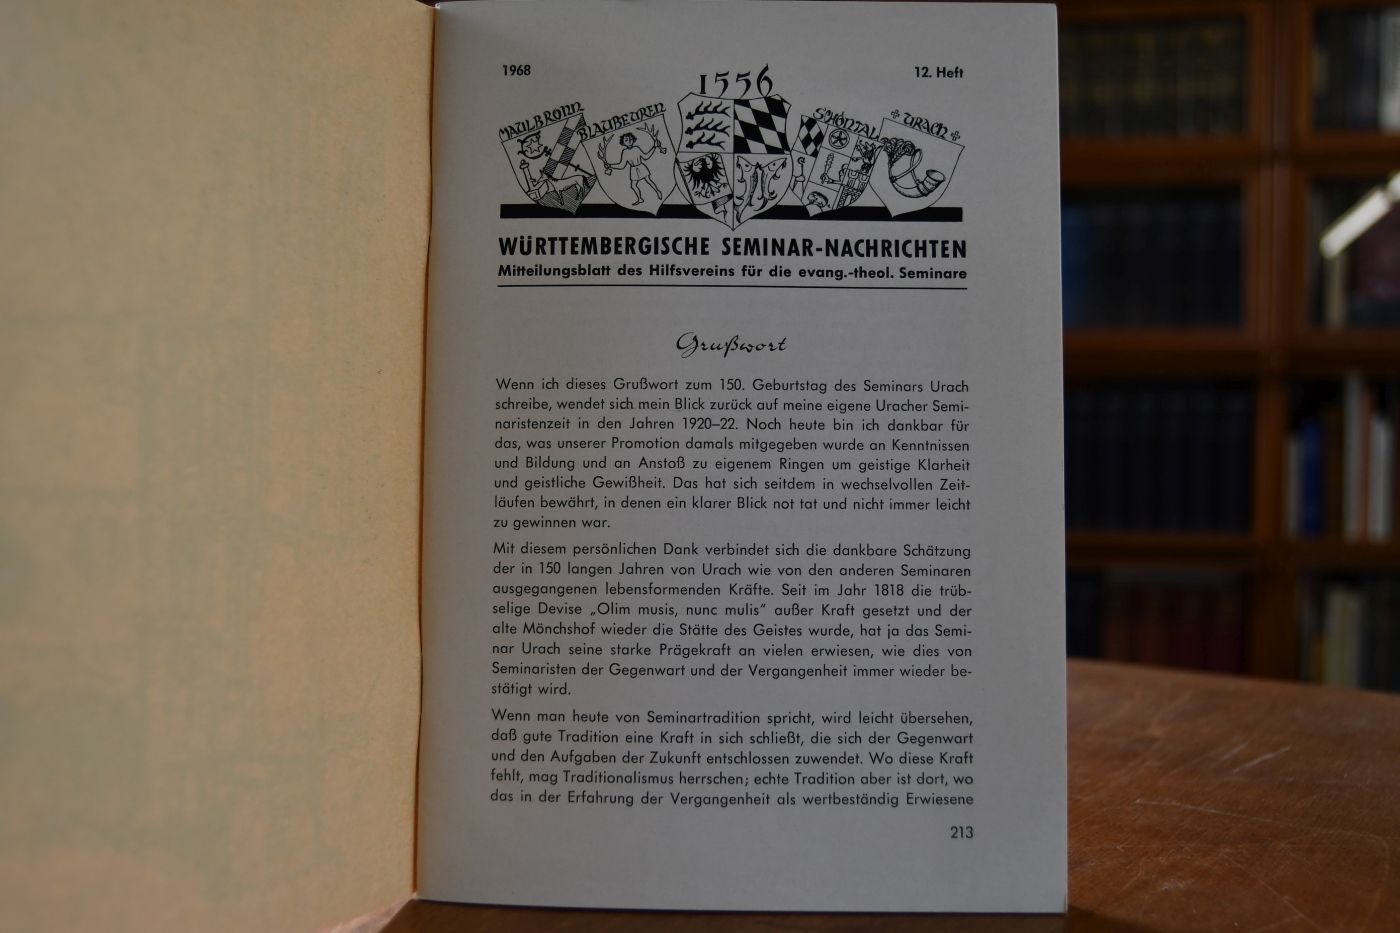 1968
12. Heft
1556
MAULBRONN
BLAUBEUREN
SCHÖNTAL
URACH
WÜRTTEMBERGISCHE SEMINAR-NACHRICHTEN
Mitteilungsblatt des Hilfsvereins für die evang.-theol. Seminare
Grußwort
Wenn ich dieses Grußwort zum 150. Geburtstag des Seminars Urach
schreibe, wendet sich mein Blick zurück auf meine eigene Uracher Semi-
naristenzeit in den Jahren 1920–22. Noch heute bin ich dankbar für
das, was unserer Promotion damals mitgegeben wurde an Kenntnissen
und Bildung und an Anstoß zu eigenem Ringen um geistige Klarheit
und geistliche Gewißheit. Das hat sich seitdem in wechselvollen Zeit-
läufen bewährt, in denen ein klarer Blick not tat und nicht immer leicht
zu gewinnen war.
Mit diesem persönlichen Dank verbindet sich die dankbare Schätzung
der in 150 langen Jahren von Urach wie von den anderen Seminaren
ausgegangenen lebensformenden Kräfte. Seit im Jahr 1818 die trüb-
selige Devise „Olim musis, nunc mulis“ außer Kraft gesetzt und der
alte Mönchshof wieder die Stätte des Geistes wurde, hat ja das Semi-
nar Urach seine starke Prägekraft an vielen erwiesen, wie dies von
Seminaristen der Gegenwart und der Vergangenheit immer wieder be-
stätigt wird.
Wenn man heute von Seminartradition spricht, wird leicht übersehen,
daß gute Tradition eine Kraft in sich schließt, die sich der Gegenwart
und den Aufgaben der Zukunft entschlossen zuwendet. Wo diese Kraft
fehlt, mag Traditionalismus herrschen; echte Tradition aber ist dort, wo
das in der Erfahrung der Vergangenheit als wertbeständig Erwiesene
213